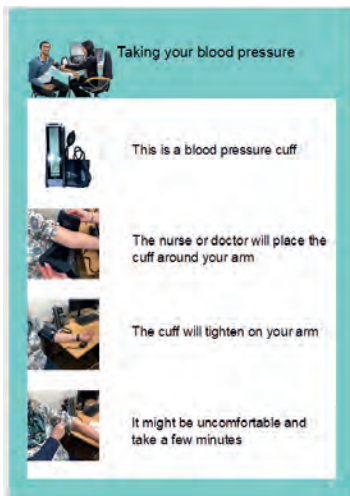 Taking your blood pressure
This is a blood pressure cuff
The nurse or doctor will place the
cuff around your arm
The cuff will tighten on your arm
It might be uncomfortable and
take a few minutes